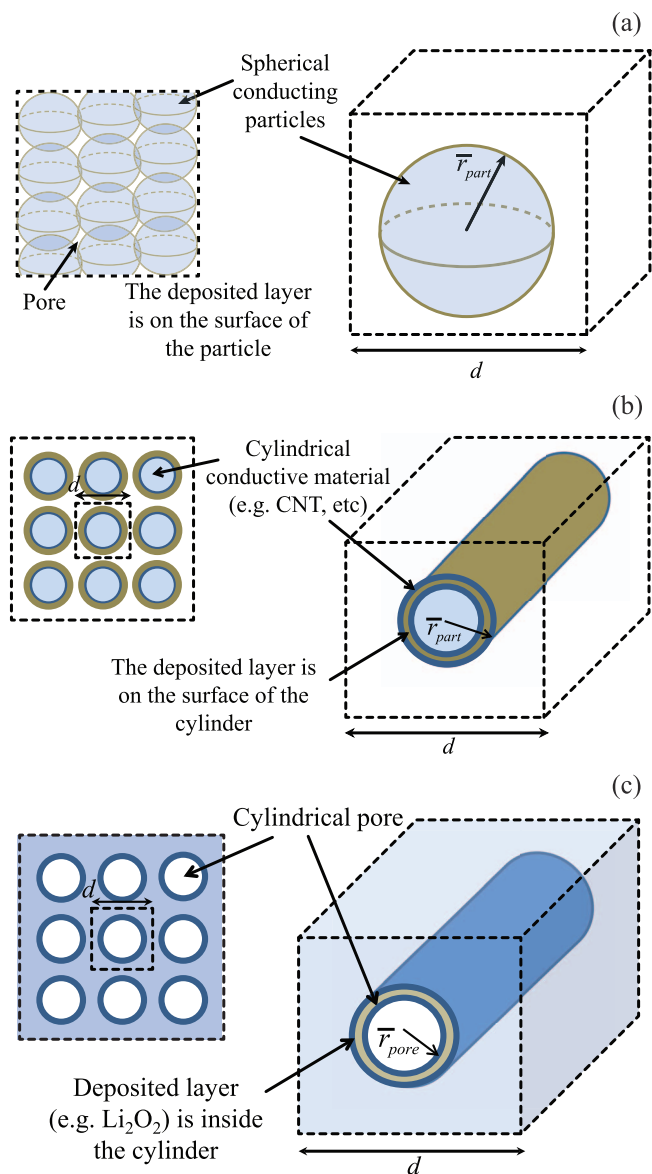 (a)
Spherical
conducting
particles
r̅part
Pore
The deposited layer
is on the surface of
the particle
d
(b)
Cylindrical
conductive material
(e.g. CNT, etc)
d
r̅part
The deposited layer is
on the surface of the
cylinder
d
(c)
Cylindrical pore
d
r̅pore
Deposited layer
(e.g. Li₂O₂) is inside
the cylinder
d